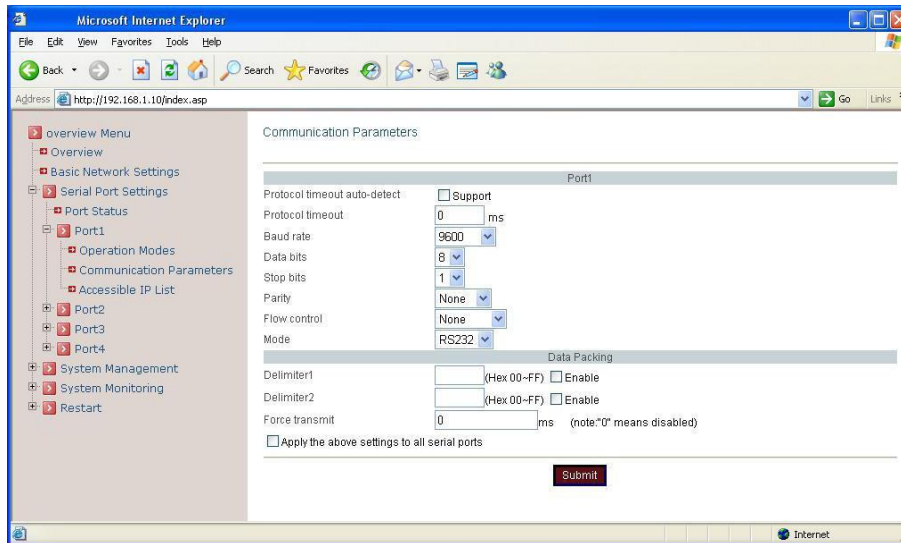 Microsoft Internet Explorer
File Edit View Favorites Tools Help
Back Search Favorites
Address http://192.168.1.10/index.asp Go Links
overview Menu
Overview
Basic Network Settings
Serial Port Settings
Port Status
Port1
Operation Modes
Communication Parameters
Accessible IP List
Port2
Port3
Port4
System Management
System Monitoring
Restart
Communication Parameters
Port1
Protocol timeout auto-detect Support
Protocol timeout 0 ms
Baud rate 9600
Data bits 8
Stop bits 1
Parity None
Flow control None
Mode RS232
Data Packing
Delimiter1 (Hex 00~FF) Enable
Delimiter2 (Hex 00~FF) Enable
Force transmit 0 ms (note:"0" means disabled)
Apply the above settings to all serial ports
Submit
Internet